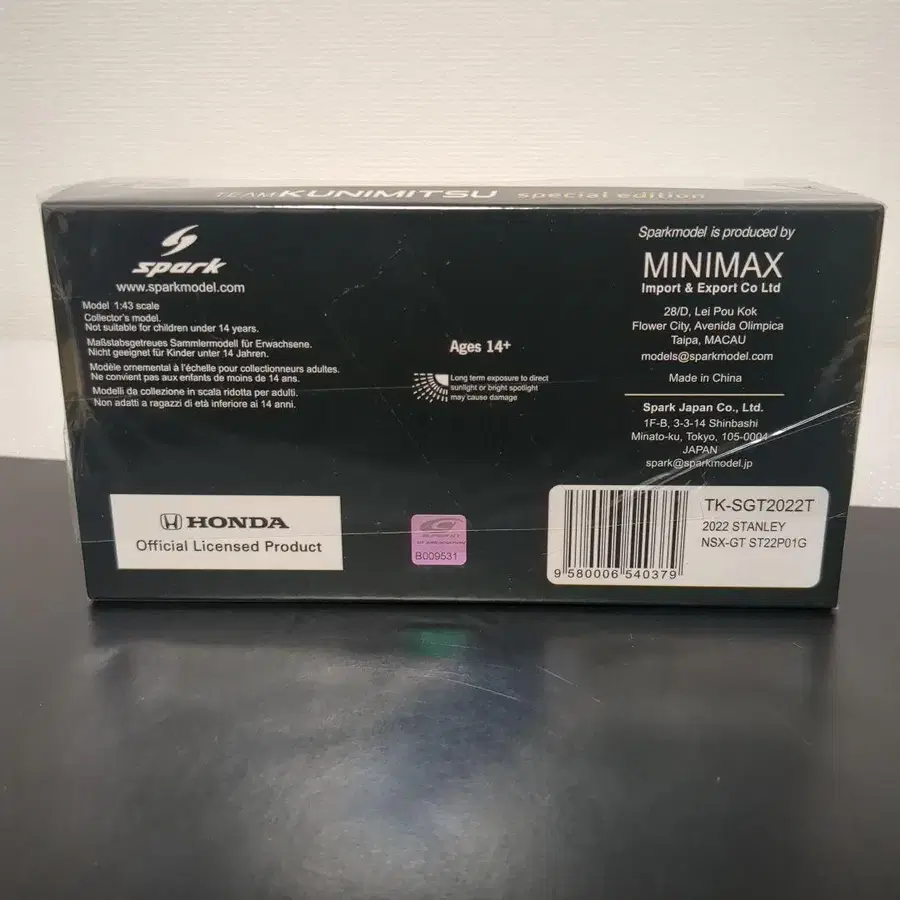 TEAM KUNIMITSU special edition
spark
www.sparkmodel.com
Model 1:43 scale
Collector's model.
Not suitable for children under 14 years.
Maßstabsgetreues Sammlermodell für Erwachsene.
Nicht geeignet für Kinder unter 14 Jahren.
Modèle ornemental à l'échelle pour collectionneurs adultes.
Ne convient pas aux enfants de moins de 14 ans.
Modelli da collezione in scala ridotta per adulti.
Non adatti a ragazzi di età inferiore ai 14 anni.
Ages 14+
Long term exposure to direct
sunlight or bright spotlight
may cause damage
Sparkmodel is produced by
MINIMAX
Import & Export Co Ltd
28/D, Lei Pou Kok
Flower City, Avenida Olimpica
Taipa, MACAU
models@sparkmodel.com
Made in China
Spark Japan Co., Ltd.
1F-B, 3-3-14 Shinbashi
Minato-ku, Tokyo, 105-0004
JAPAN
spark@sparkmodel.jp
HONDA
Official Licensed Product
B009531
9 580006 540379
TK-SGT2022T
2022 STANLEY
NSX-GT ST22P01G